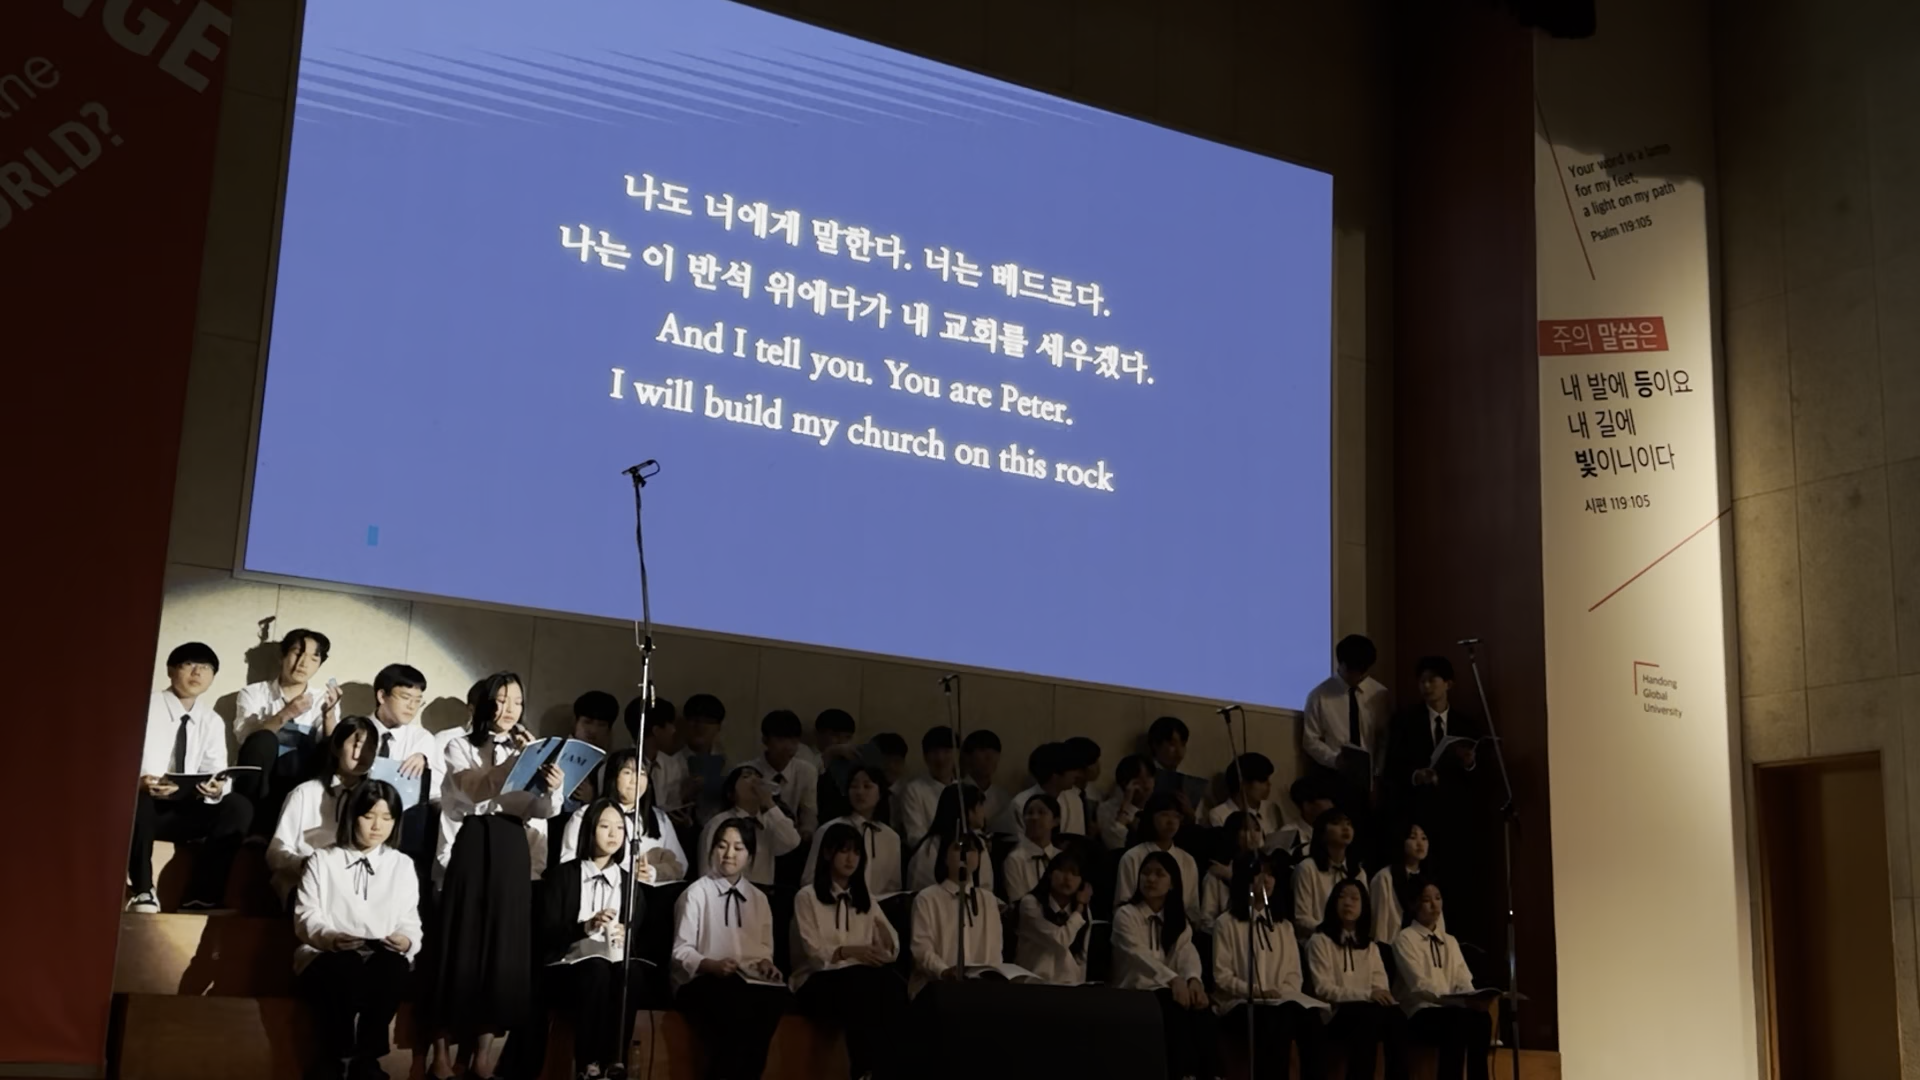 NGE
the
ORLD?
나도 너에게 말한다. 너는 베드로다.
나는 이 반석 위에다가 내 교회를 세우겠다.
And I tell you. You are Peter.
I will build my church on this rock
Your word is a lamp
for my feet,
a light on my path
Psalm 119:105
주의 말씀은
내 발에 등이요
내 길에
빛이니이다
시편 119:105
Handong
Global
University
I AM